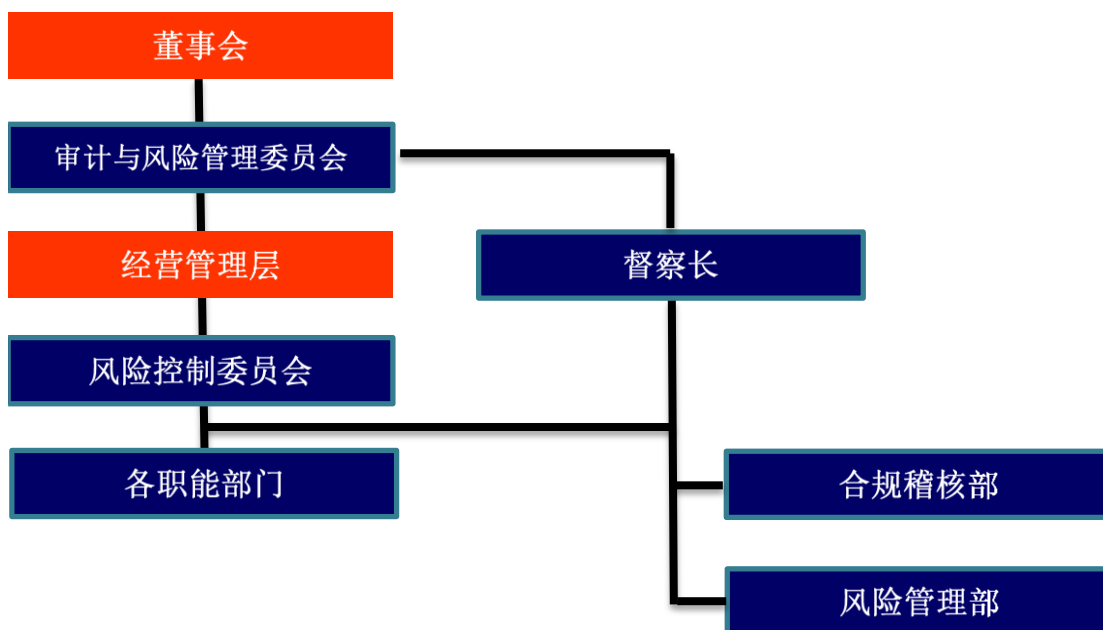 董事会
审计与风险管理委员会
经营管理层
督察长
风险控制委员会
各职能部门
合规稽核部
风险管理部